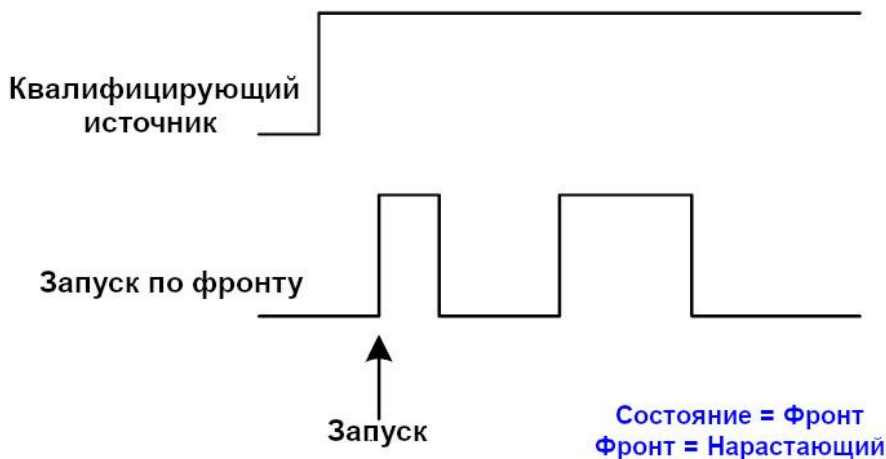 Квалифицирующий
источник
Запуск по фронту
Запуск
Состояние = Фронт
Фронт = Нарастающий